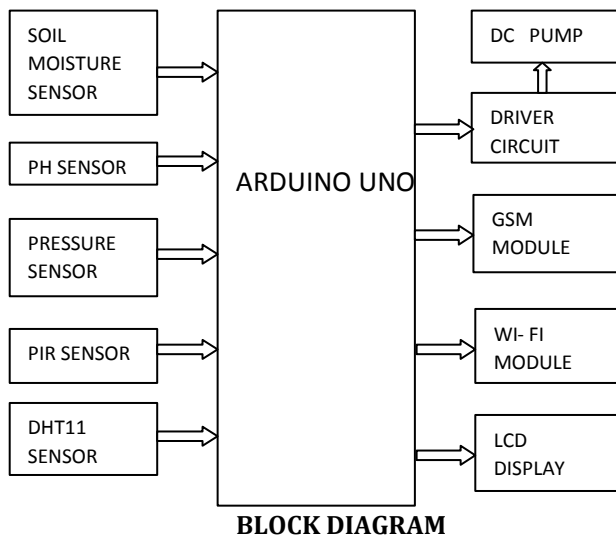 SOIL
MOISTURE
SENSOR
PH SENSOR
PRESSURE
SENSOR
PIR SENSOR
DHT11
SENSOR
ARDUINO UNO
DC PUMP
DRIVER
CIRCUIT
GSM
MODULE
WI- FI
MODULE
LCD
DISPLAY
BLOCK DIAGRAM